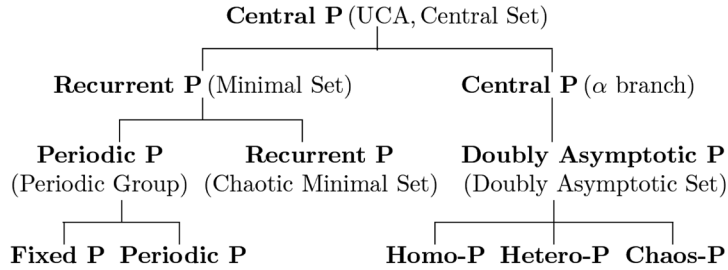 Central P (UCA, Central Set)
Recurrent P (Minimal Set) Central P (α branch)
Periodic P Recurrent P Doubly Asymptotic P
(Periodic Group) (Chaotic Minimal Set) (Doubly Asymptotic Set)
Fixed P Periodic P Homo-P Hetero-P Chaos-P